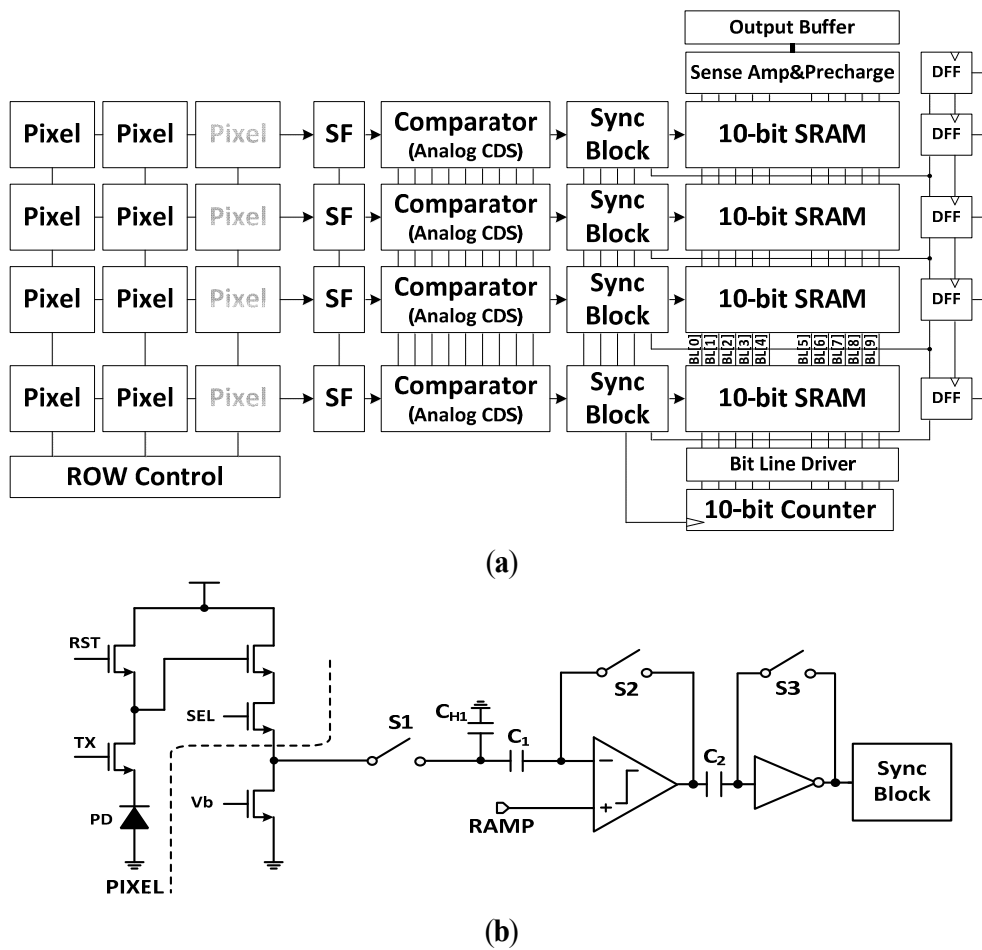 Output Buffer
Sense Amp&Precharge
DFF
Pixel Pixel Pixel SF Comparator (Analog CDS) Sync Block 10-bit SRAM DFF
Pixel Pixel Pixel SF Comparator (Analog CDS) Sync Block 10-bit SRAM DFF
Pixel Pixel Pixel SF Comparator (Analog CDS) Sync Block 10-bit SRAM DFF
BL[0] BL[1] BL[2] BL[3] BL[4] BL[5] BL[6] BL[7] BL[8] BL[9]
Pixel Pixel Pixel SF Comparator (Analog CDS) Sync Block 10-bit SRAM DFF
ROW Control
Bit Line Driver
10-bit Counter
(a)
RST
SEL
TX
S1
CH1
C1
S2
C2
S3
Sync Block
Vb
PD
RAMP
PIXEL
(b)